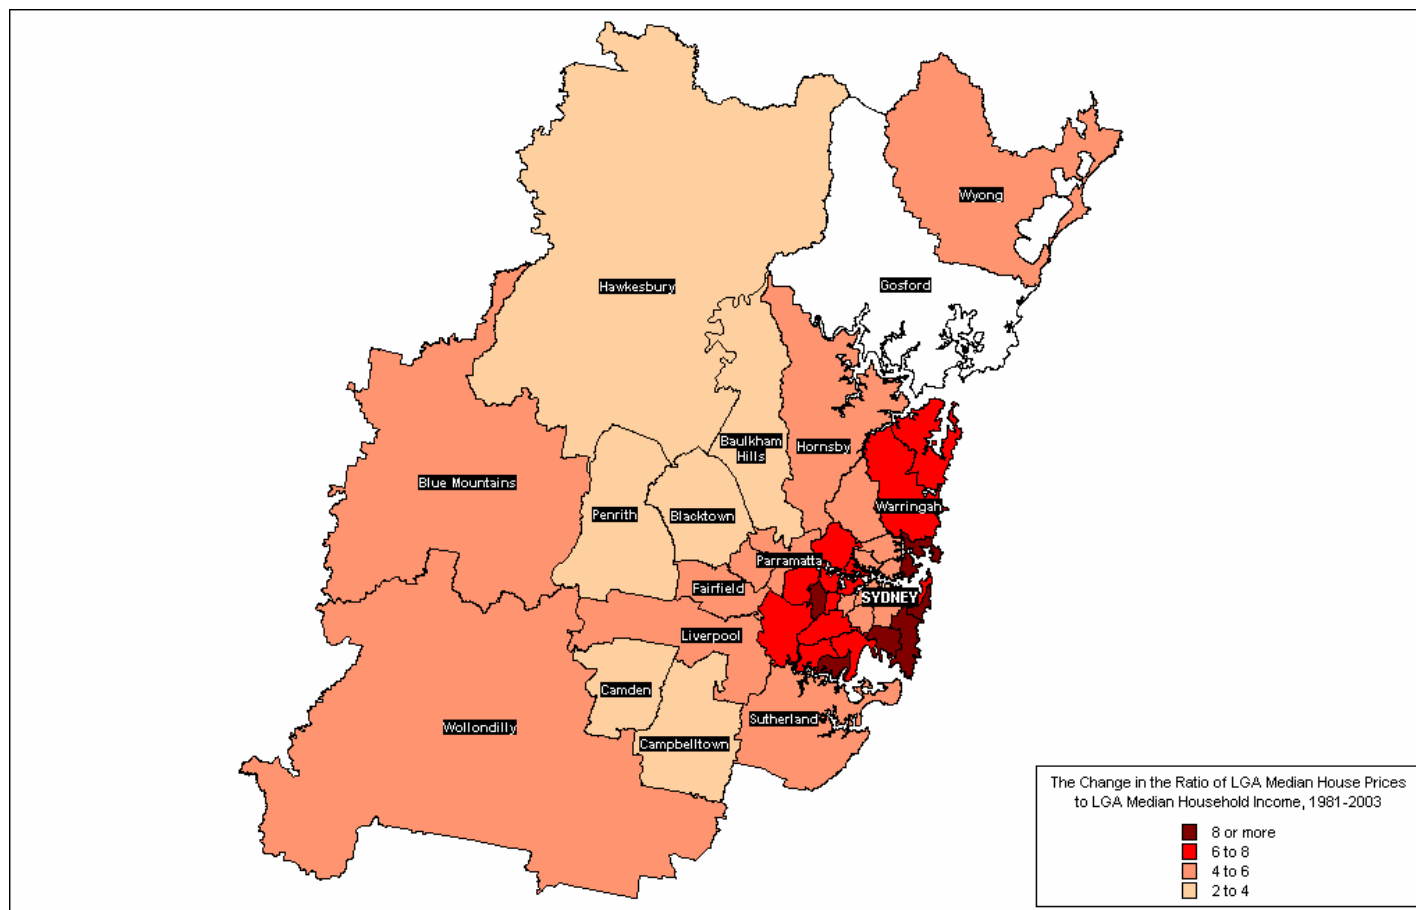 Wyong
Gosford
Hawkesbury
Baulkham
Hills
Hornsby
Blue Mountains
Warringah
Penrith
Blacktown
Parramatta
Fairfield
SYDNEY
Liverpool
Camden
Sutherland
Wollondilly
Campbelltown
The Change in the Ratio of LGA Median House Prices
to LGA Median Household Income, 1981-2003
8 or more
6 to 8
4 to 6
2 to 4